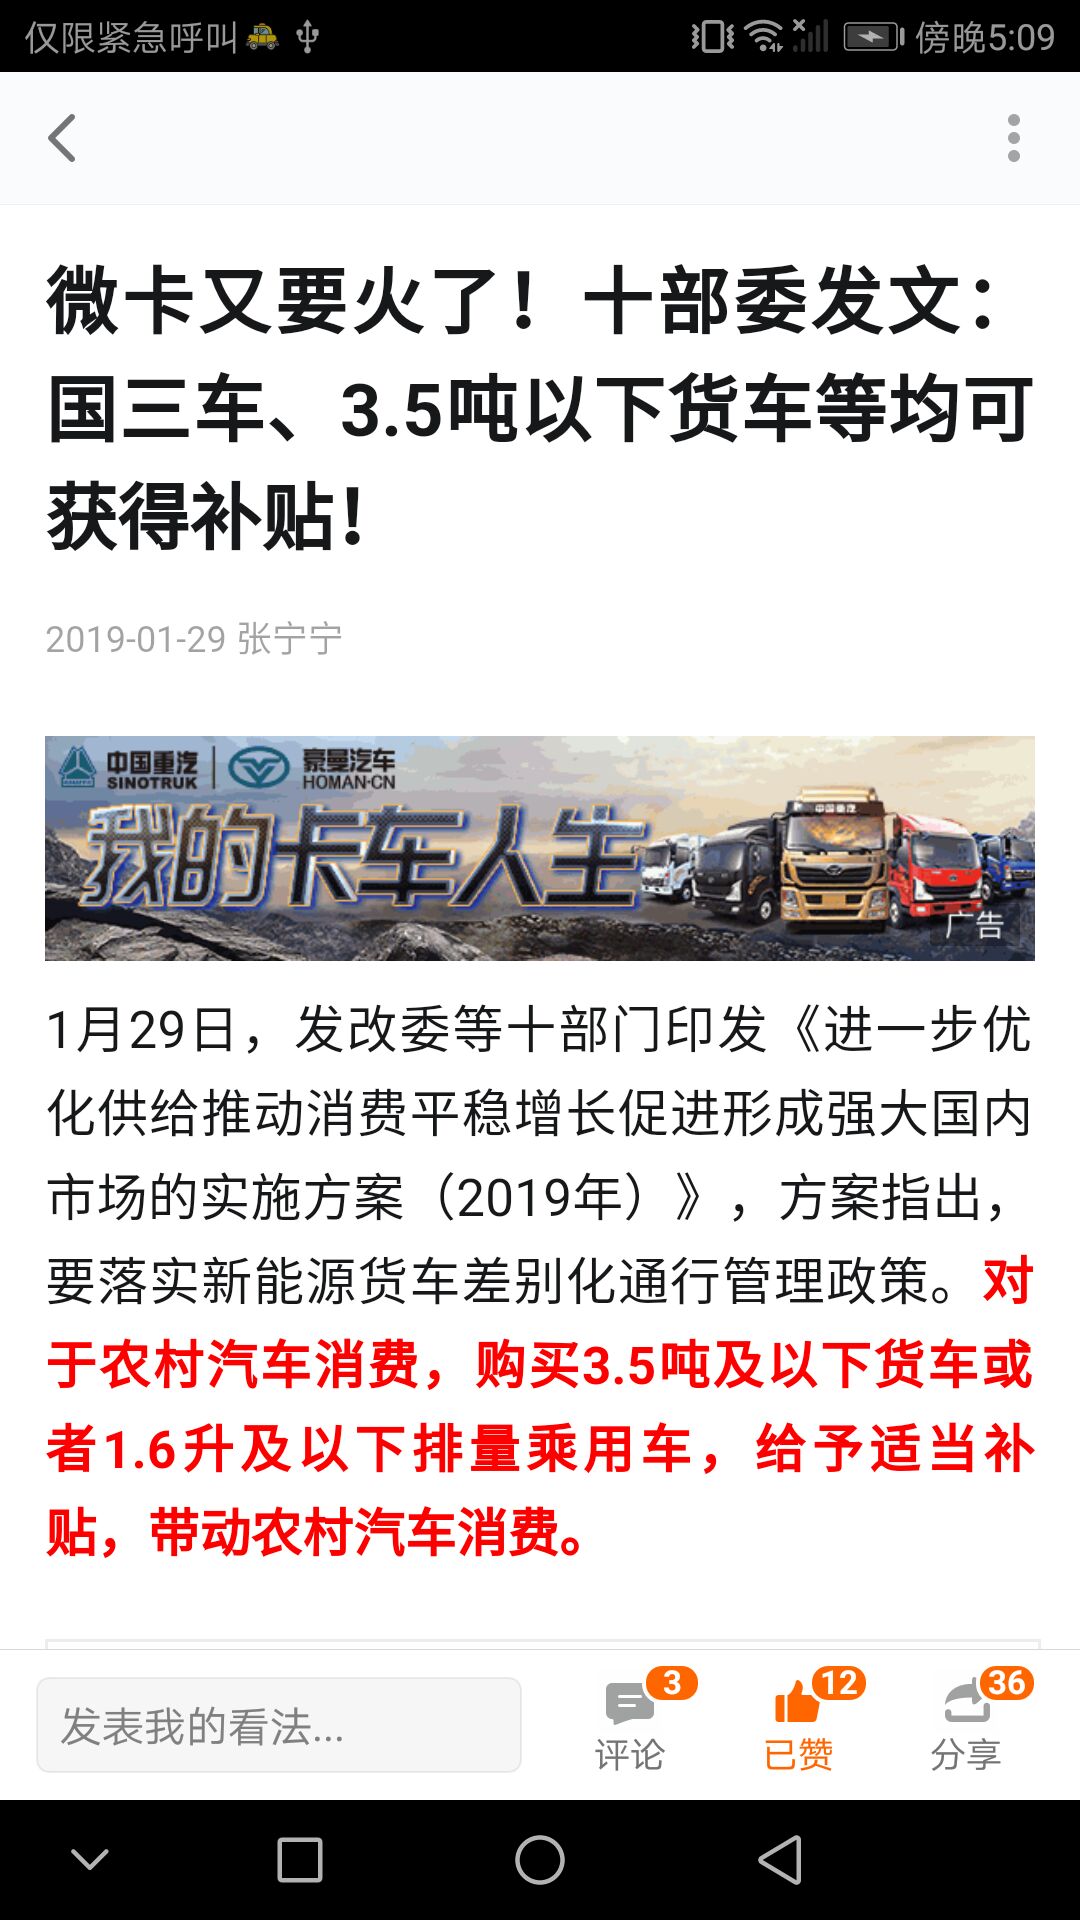 仅限紧急呼叫
傍晚5:09
微卡又要火了！十部委发文：
国三车、3.5吨以下货车等均可
获得补贴！
2019-01-29 张宁宁
中国重汽 豪曼汽车
SINOTRUK HOMAN·CN
我的卡车人生
中国重汽
广告
1月29日，发改委等十部门印发《进一步优
化供给推动消费平稳增长促进形成强大国内
市场的实施方案（2019年）》，方案指出，
要落实新能源货车差别化通行管理政策。对
于农村汽车消费，购买3.5吨及以下货车或
者1.6升及以下排量乘用车，给予适当补
贴，带动农村汽车消费。
发表我的看法...
3
评论
12
已赞
36
分享